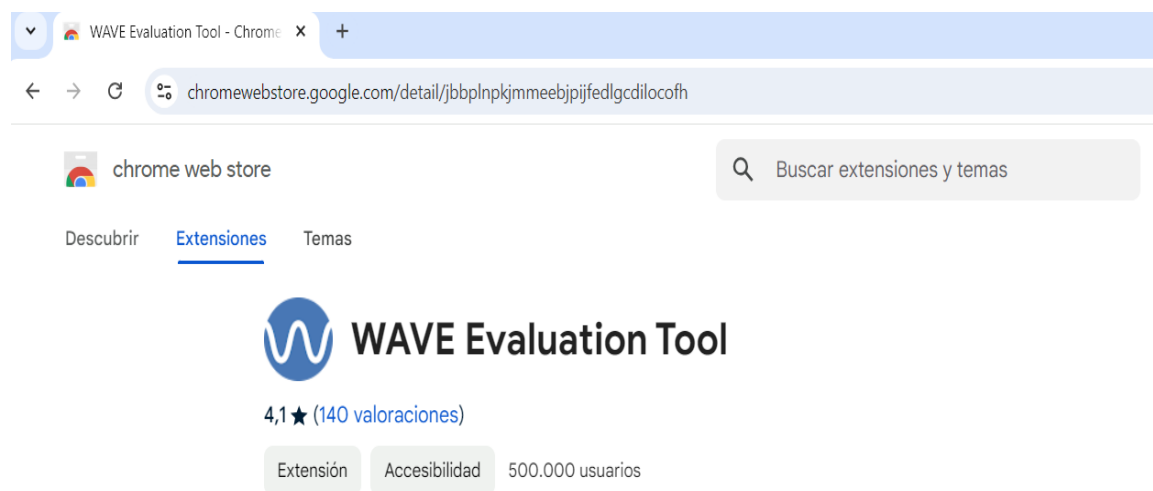 WAVE Evaluation Tool - Chrome
chromewebstore.google.com/detail/jbbplnpkjmmeebjpijfedlgcdilocofh
chrome web store
Buscar extensiones y temas
Descubrir Extensiones Temas
WAVE Evaluation Tool
4,1★ (140 valoraciones)
Extensión Accesibilidad 500.000 usuarios